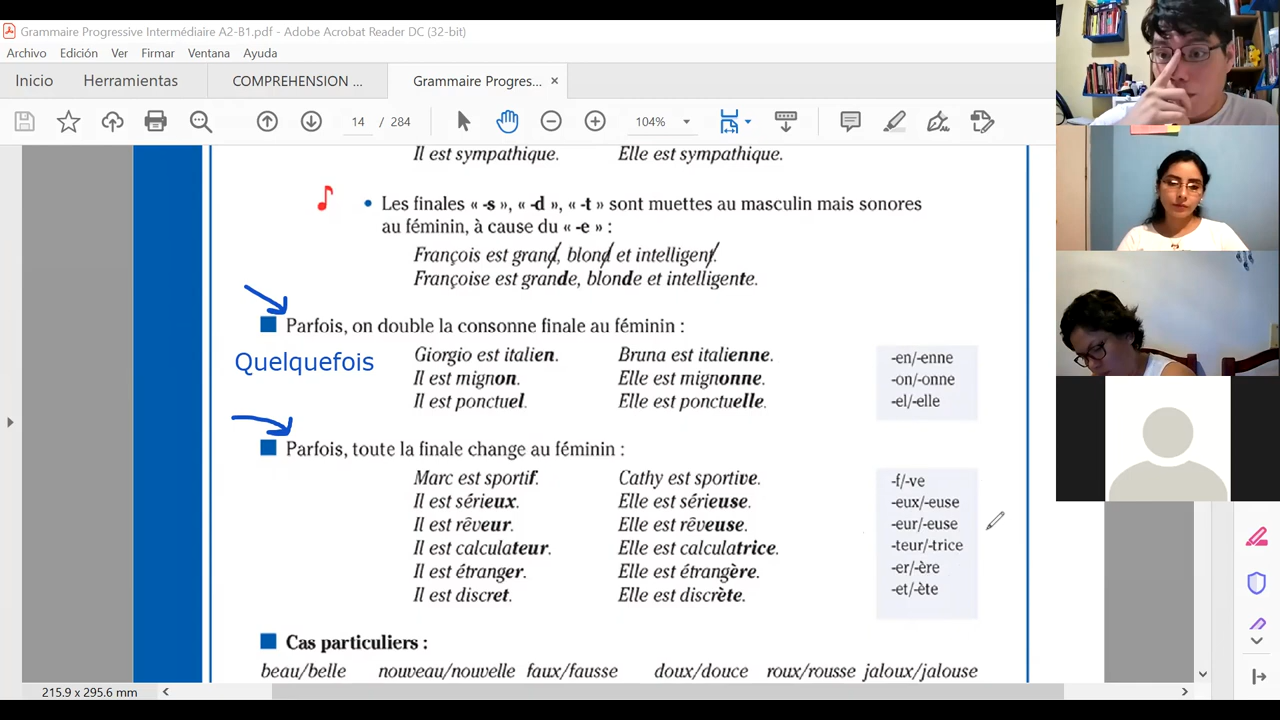 Grammaire Progressive Intermédiaire A2-B1.pdf - Adobe Acrobat Reader DC (32-bit)
Archivo Edición Ver Firmar Ventana Ayuda
Inicio Herramientas COMPREHENSION ... Grammaire Progres... ×
14 / 284 104%
Il est sympathique. Elle est sympathique.
• Les finales « -s », « -d », « -t » sont muettes au masculin mais sonores
au féminin, à cause du « -e » :
François est grand, blond et intelligent.
Françoise est grande, blonde et intelligente.
Parfois, on double la consonne finale au féminin :
Quelquefois
Giorgio est italien. Bruna est italienne. -en/-enne
Il est mignon. Elle est mignonne. -on/-onne
Il est ponctuel. Elle est ponctuelle. -el/-elle
Parfois, toute la finale change au féminin :
Marc est sportif. Cathy est sportive. -f/-ve
Il est sérieux. Elle est sérieuse. -eux/-euse
Il est rêveur. Elle est rêveuse. -eur/-euse
Il est calculateur. Elle est calculatrice. -teur/-trice
Il est étranger. Elle est étrangère. -er/-ère
Il est discret. Elle est discrète. -et/-ète
Cas particuliers :
beau/belle nouveau/nouvelle faux/fausse doux/douce roux/rousse jaloux/jalouse
215.9 x 295.6 mm